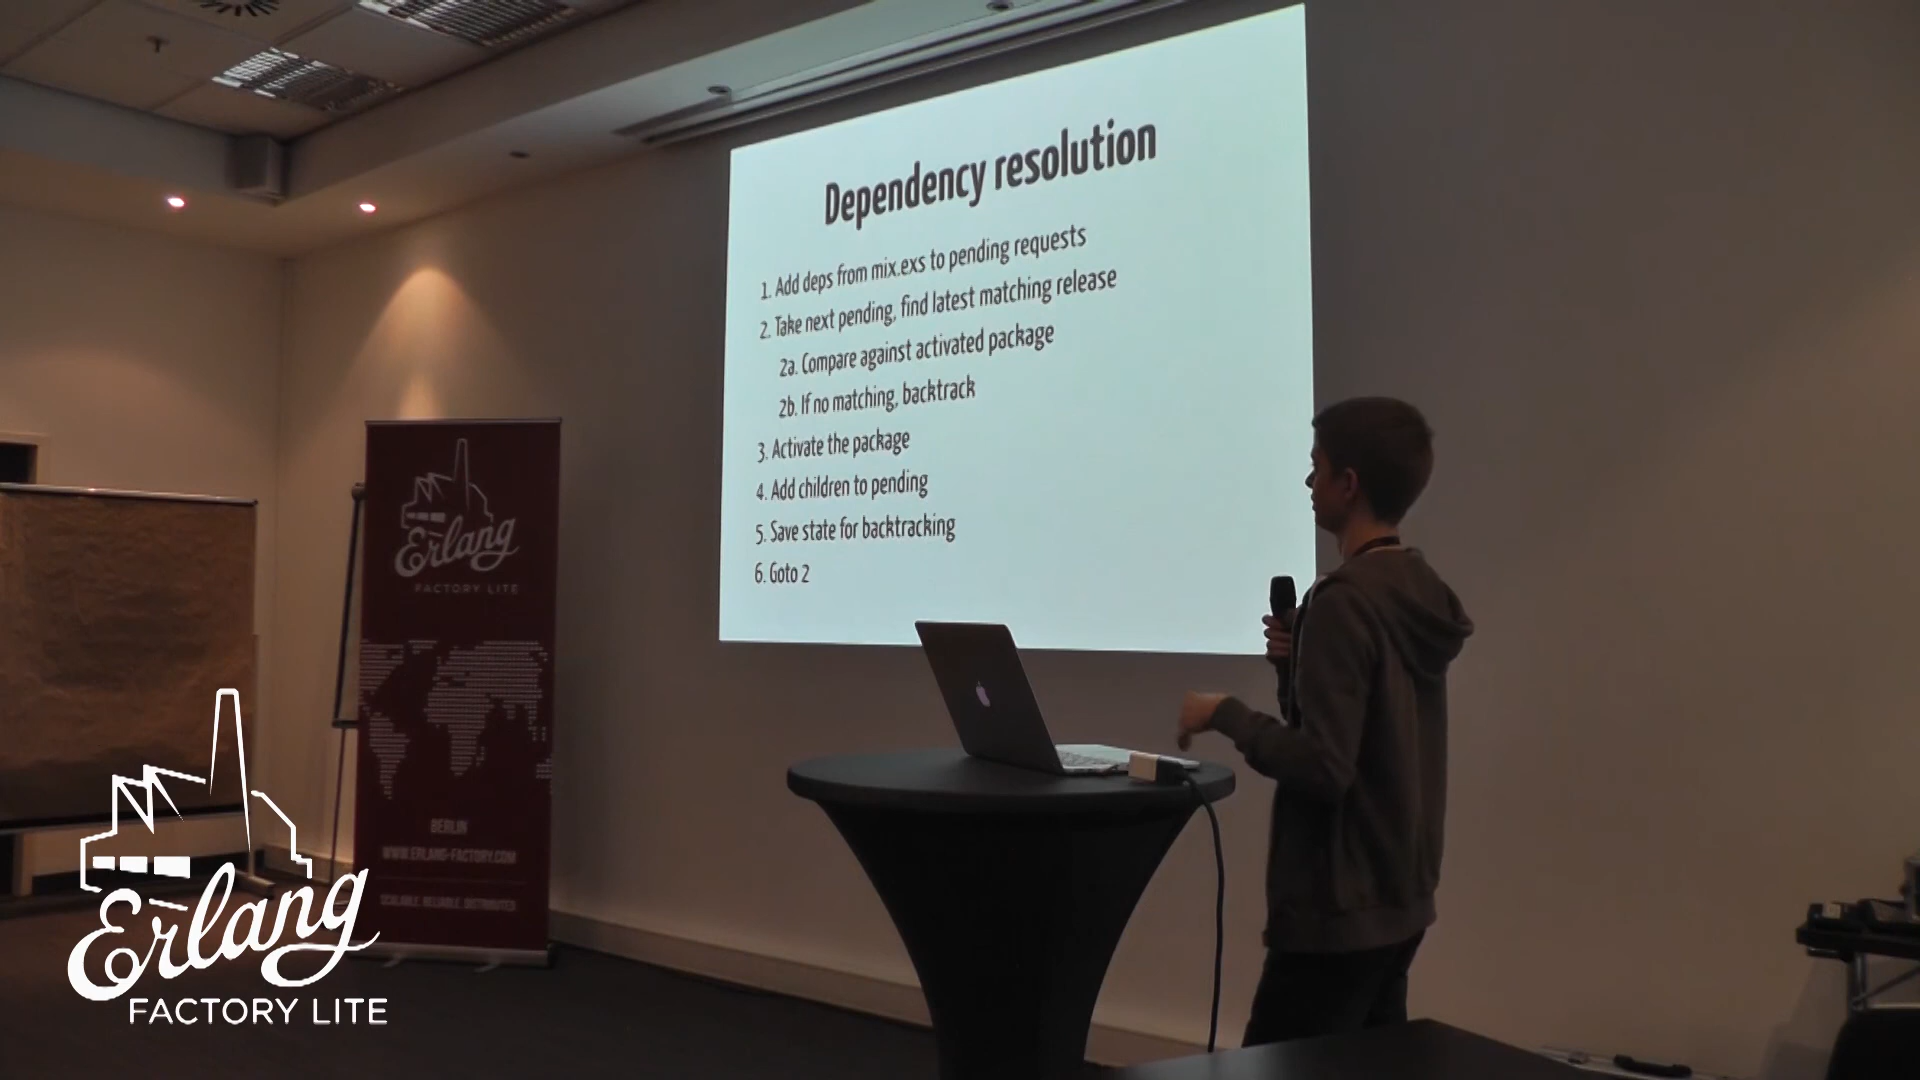 Dependency resolution
1. Add deps from mix.exs to pending requests
2. Take next pending, find latest matching release
2a. Compare against activated package
2b. If no matching, backtrack
3. Activate the package
4. Add children to pending
5. Save state for backtracking
6. Goto 2
Erlang
FACTORY LITE
BERLIN
WWW.ERLANG-FACTORY.COM
SCALABLE. RELIABLE. DISTRIBUTED
Erlang
FACTORY LITE